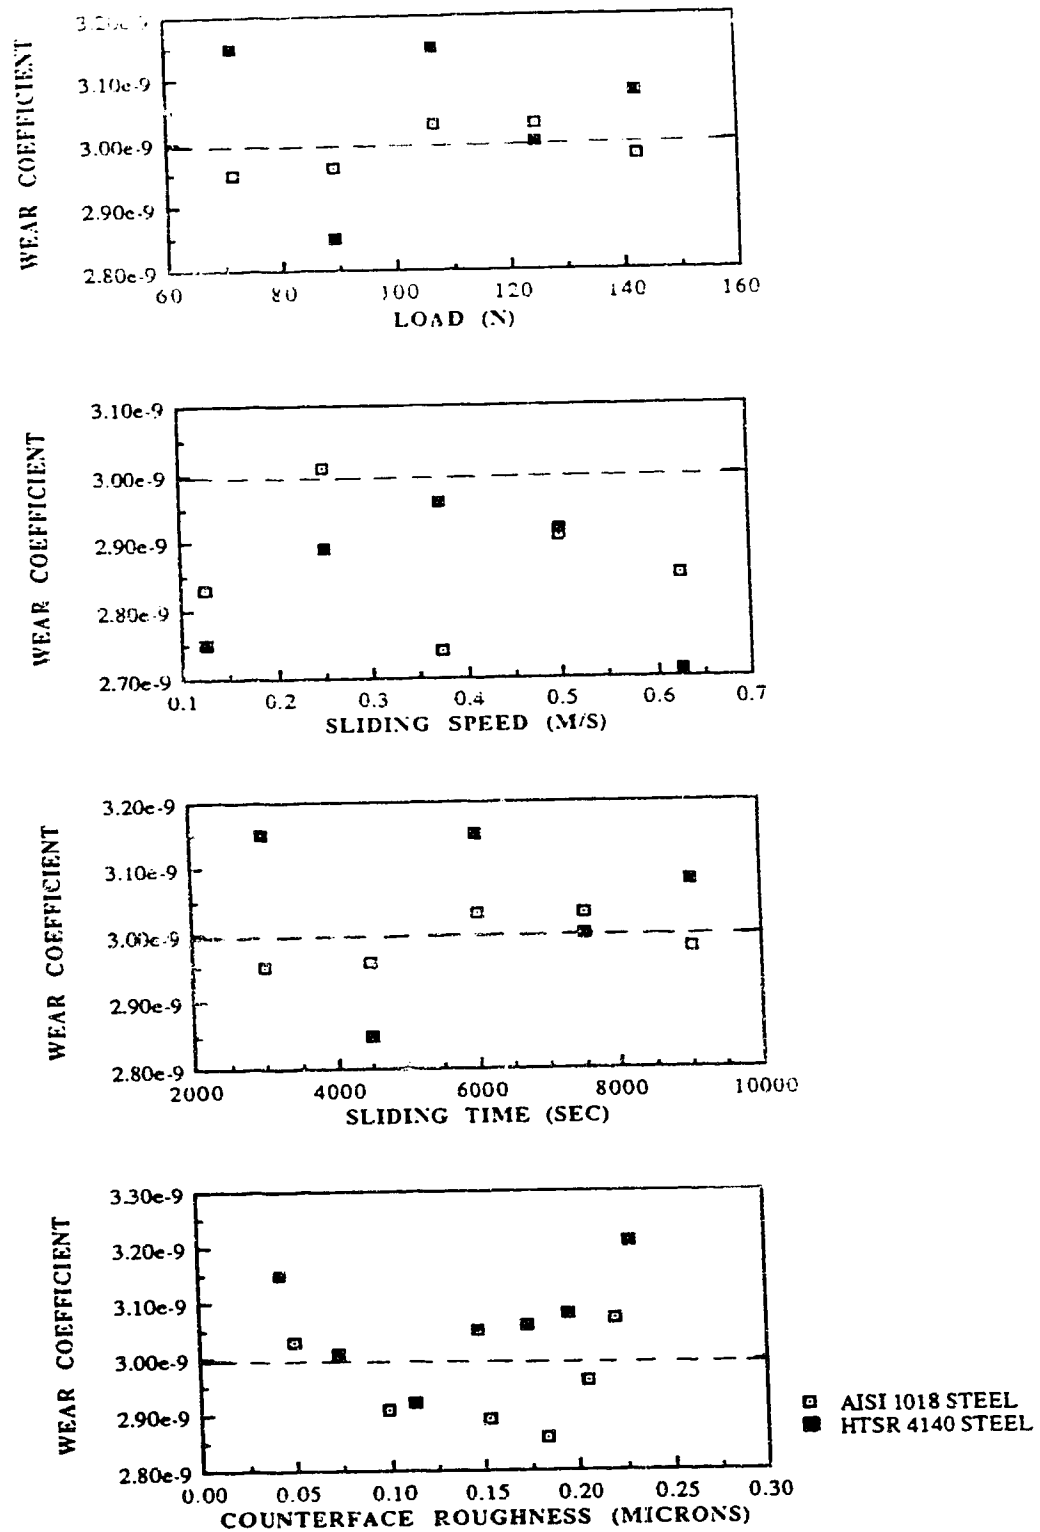 WEAR COEFFICIENT
3.20e-9
3.10e-9
3.00e-9
2.90e-9
2.80e-9
60 80 100 120 140 160
LOAD (N)
WEAR COEFFICIENT
3.10e-9
3.00e-9
2.90e-9
2.80e-9
2.70e-9
0.1 0.2 0.3 0.4 0.5 0.6 0.7
SLIDING SPEED (M/S)
WEAR COEFFICIENT
3.20e-9
3.10e-9
3.00e-9
2.90e-9
2.80e-9
2000 4000 6000 8000 10000
SLIDING TIME (SEC)
WEAR COEFFICIENT
3.30e-9
3.20e-9
3.10e-9
3.00e-9
2.90e-9
2.80e-9
0.00 0.05 0.10 0.15 0.20 0.25 0.30
COUNTERFACE ROUGHNESS (MICRONS)
AISI 1018 STEEL
HTSR 4140 STEEL